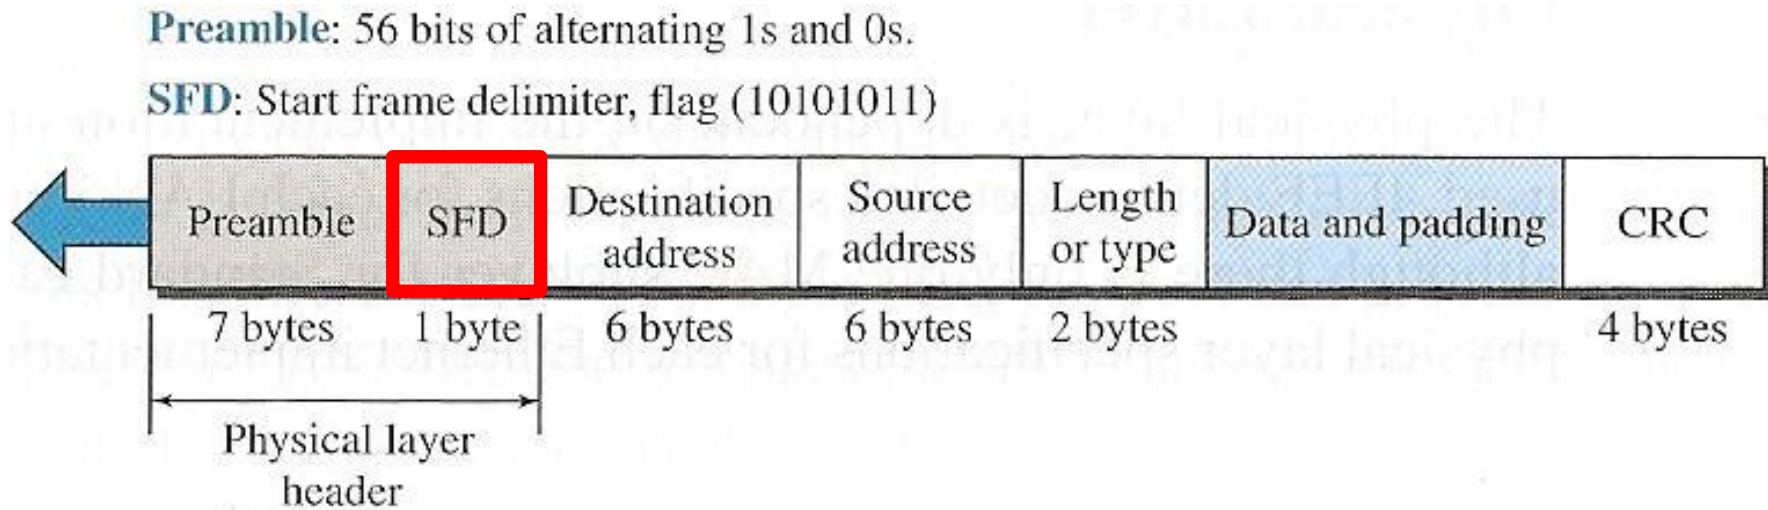 Preamble: 56 bits of alternating 1s and 0s.
SFD: Start frame delimiter, flag (10101011)
Preamble
SFD
Destination
address
Source
address
Length
or type
Data and padding
CRC
7 bytes
1 byte
6 bytes
6 bytes
2 bytes
4 bytes
Physical layer
header